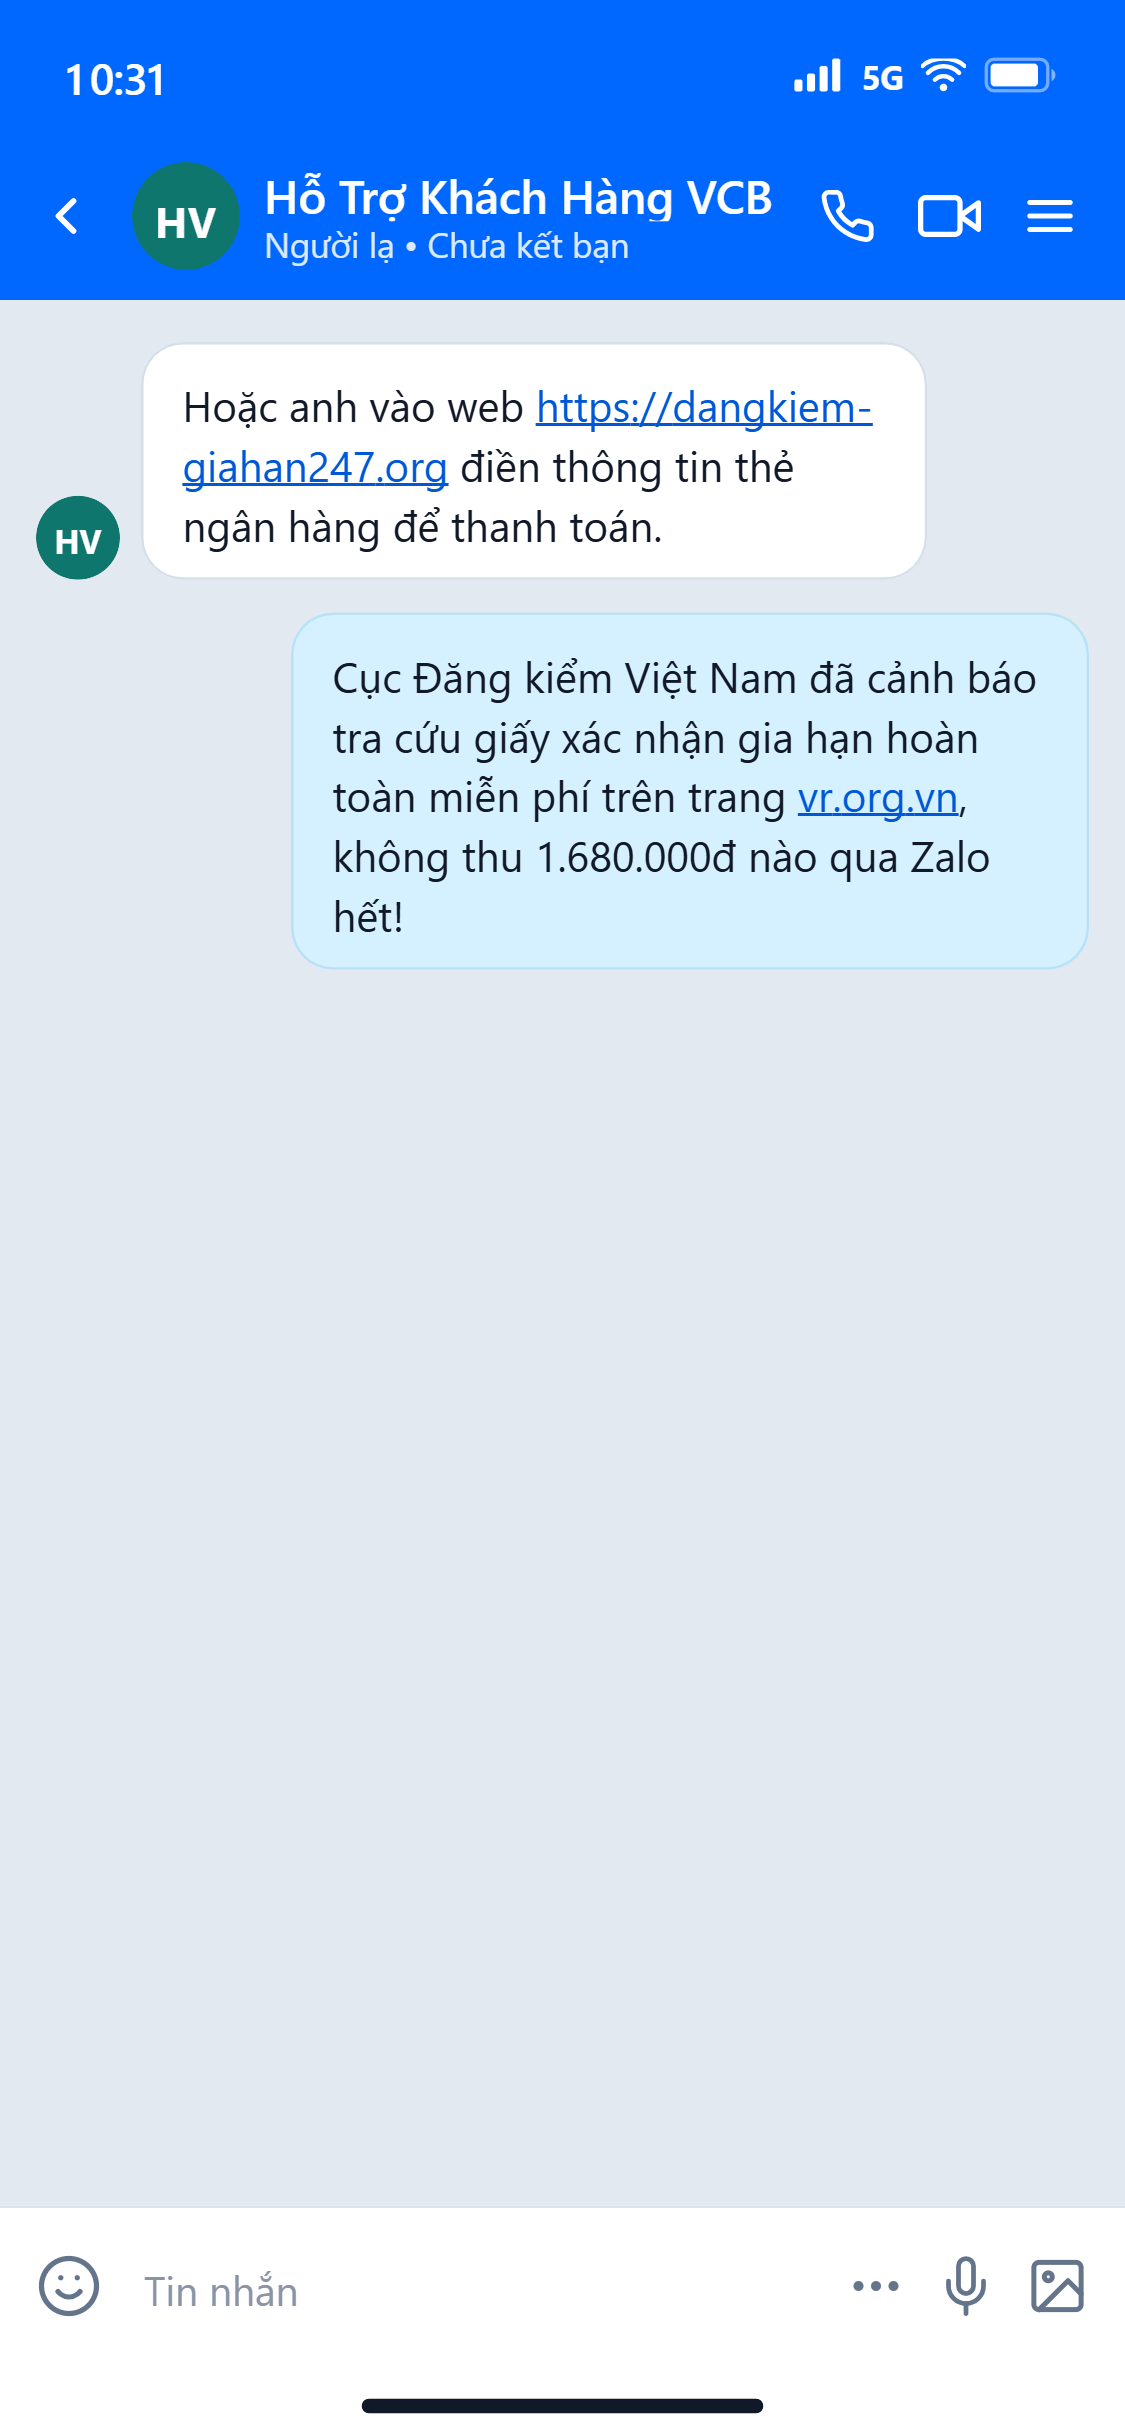 10:31
5G
HV
Hỗ Trợ Khách Hàng VCB
Người lạ • Chưa kết bạn
Hoặc anh vào web https://dangkiem-
giahan247.org điền thông tin thẻ
ngân hàng để thanh toán.
HV
Cục Đăng kiểm Việt Nam đã cảnh báo
tra cứu giấy xác nhận gia hạn hoàn
toàn miễn phí trên trang vr.org.vn,
không thu 1.680.000đ nào qua Zalo
hết!
Tin nhắn